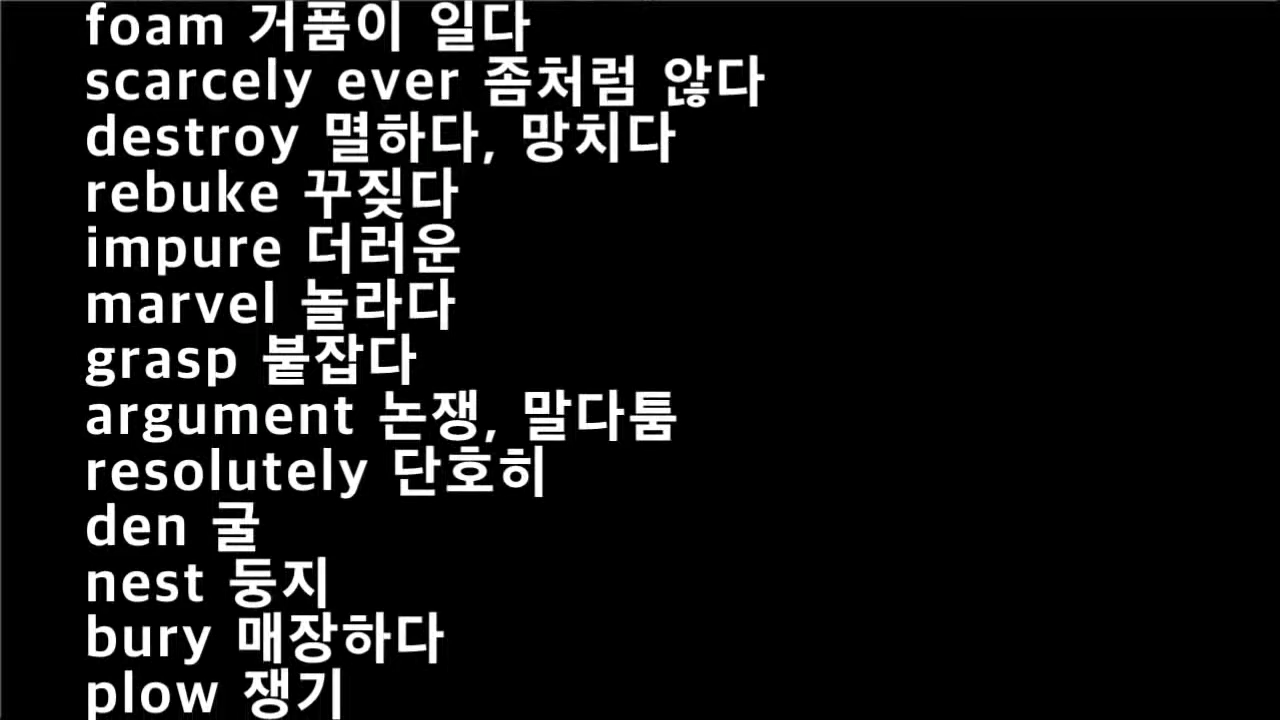 foam 거품이 일다
scarcely ever 좀처럼 않다
destroy 멸하다, 망치다
rebuke 꾸짖다
impure 더러운
marvel 놀라다
grasp 붙잡다
argument 논쟁, 말다툼
resolutely 단호히
den 굴
nest 둥지
bury 매장하다
plow 쟁기